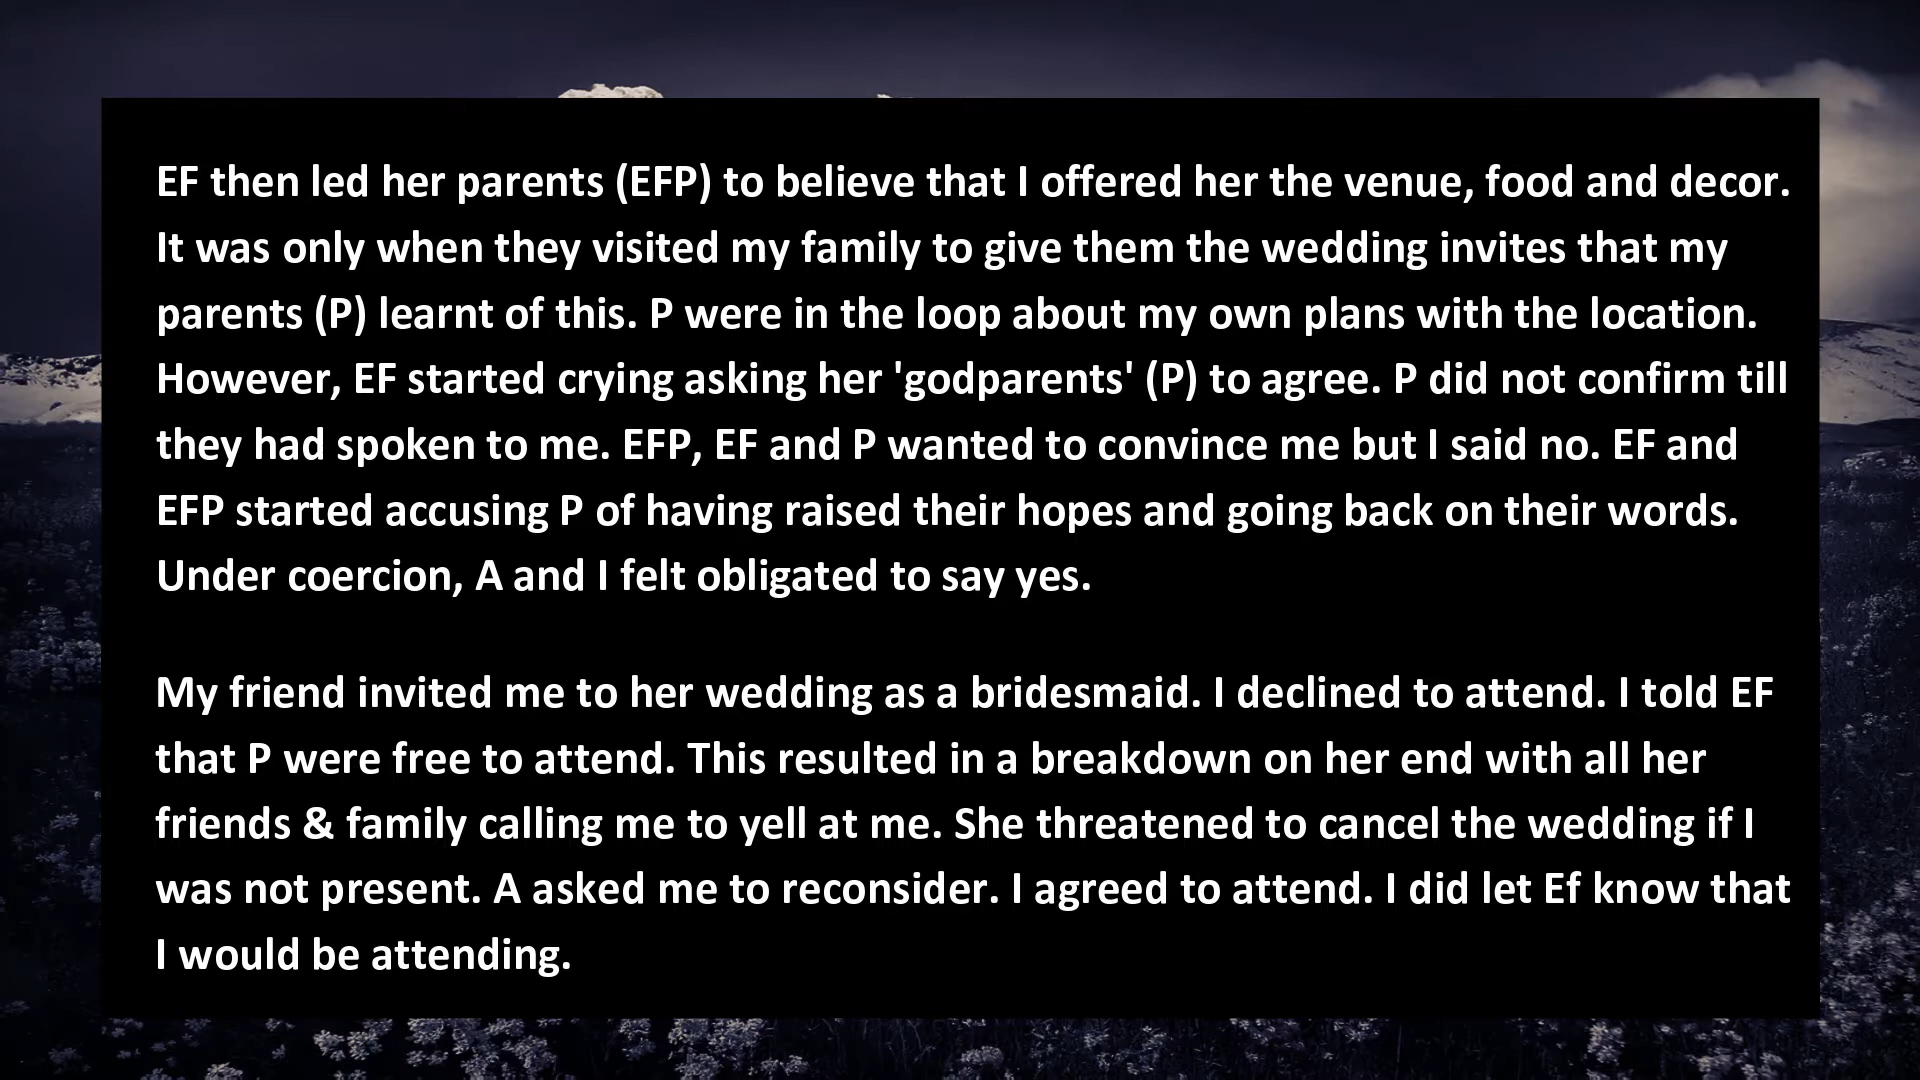 EF then led her parents (EFP) to believe that I offered her the venue, food and decor.
It was only when they visited my family to give them the wedding invites that my
parents (P) learnt of this. P were in the loop about my own plans with the location.
However, EF started crying asking her 'godparents' (P) to agree. P did not confirm till
they had spoken to me. EFP, EF and P wanted to convince me but I said no. EF and
EFP started accusing P of having raised their hopes and going back on their words.
Under coercion, A and I felt obligated to say yes.
My friend invited me to her wedding as a bridesmaid. I declined to attend. I told EF
that P were free to attend. This resulted in a breakdown on her end with all her
friends & family calling me to yell at me. She threatened to cancel the wedding if I
was not present. A asked me to reconsider. I agreed to attend. I did let Ef know that
I would be attending.